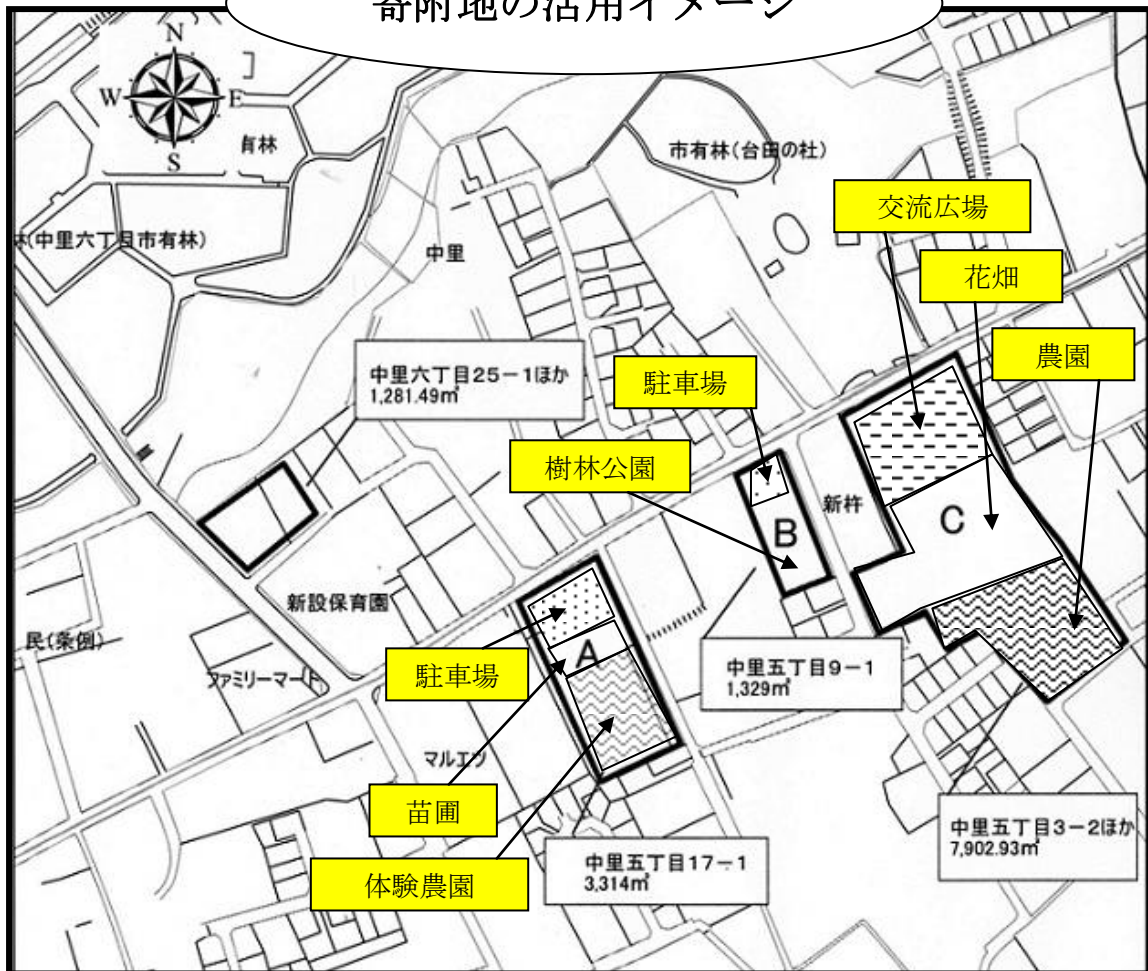 寄附地の活用イメージ
N
W
E
S
有林
市有林(台田の杜)
交流広場
林(中里六丁目市有林)
中里
花畑
農園
中里六丁目25-1ほか
1,281.49㎡
駐車場
樹林公園
新杵
B
C
新設保育園
民(条例)
ファミリーマート
A
駐車場
中里五丁目9-1
1,329㎡
マルエツ
苗圃
体験農園
中里五丁目17-1
3,314㎡
中里五丁目3-2ほか
7,902.93㎡